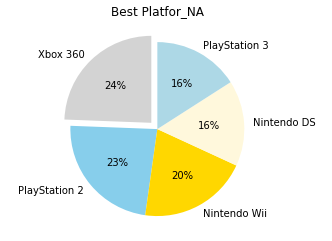 Best Platfor_NA
Xbox 360
PlayStation 3
24%
16%
Nintendo DS
16%
23%
20%
PlayStation 2
Nintendo Wii